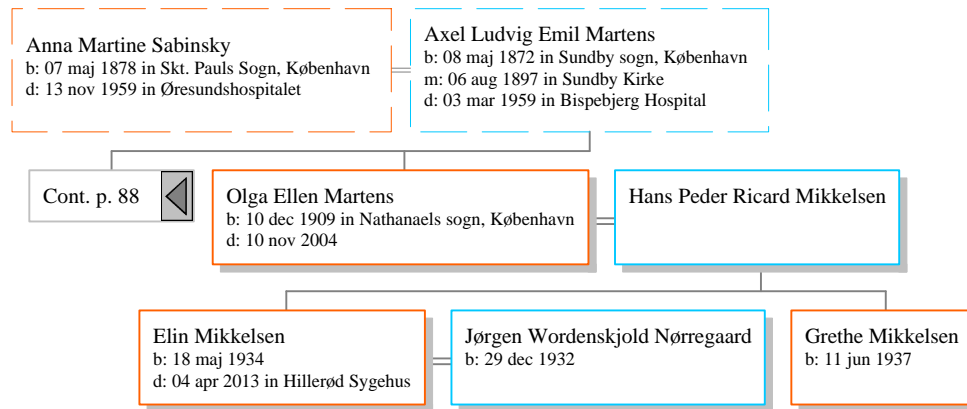 Anna Martine Sabinsky
b: 07 maj 1878 in Skt. Pauls Sogn, København
d: 13 nov 1959 in Øresundshospitalet
Axel Ludvig Emil Martens
b: 08 maj 1872 in Sundby sogn, København
m: 06 aug 1897 in Sundby Kirke
d: 03 mar 1959 in Bispebjerg Hospital
Cont. p. 88
Olga Ellen Martens
b: 10 dec 1909 in Nathanaels sogn, København
d: 10 nov 2004
Hans Peder Ricard Mikkelsen
Elin Mikkelsen
b: 18 maj 1934
d: 04 apr 2013 in Hillerød Sygehus
Jørgen Wordenskjold Nørregaard
b: 29 dec 1932
Grethe Mikkelsen
b: 11 jun 1937